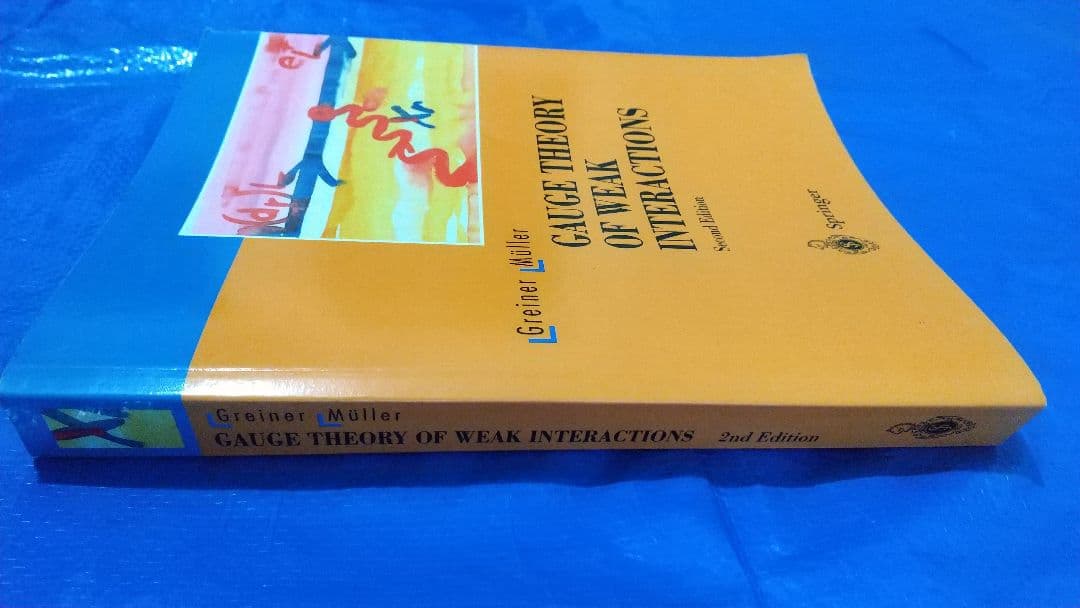 Greiner Müller
GAUGE THEORY
OF WEAK
INTERACTIONS
Second Edition
Springer
Greiner Müller
GAUGE THEORY OF WEAK INTERACTIONS 2nd Edition